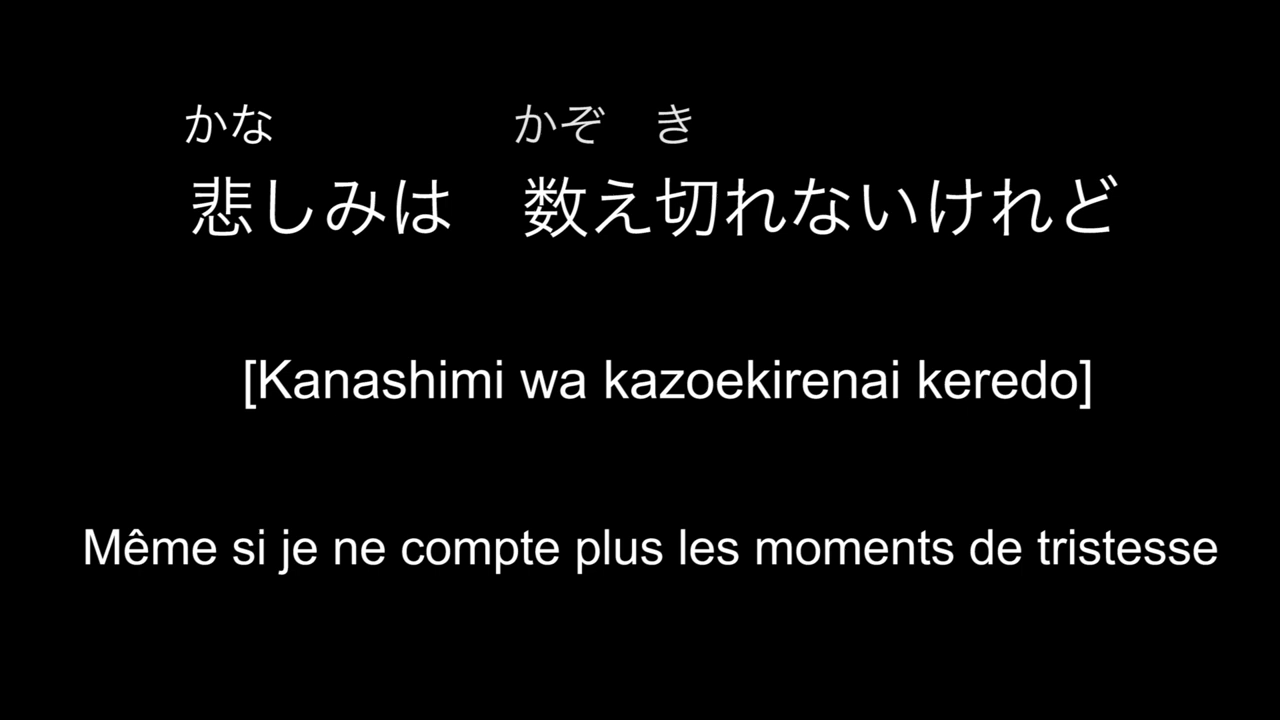 かな　かぞ　き
悲しみは　数え切れないけれど
[Kanashimi wa kazoekirenai keredo]
Même si je ne compte plus les moments de tristesse